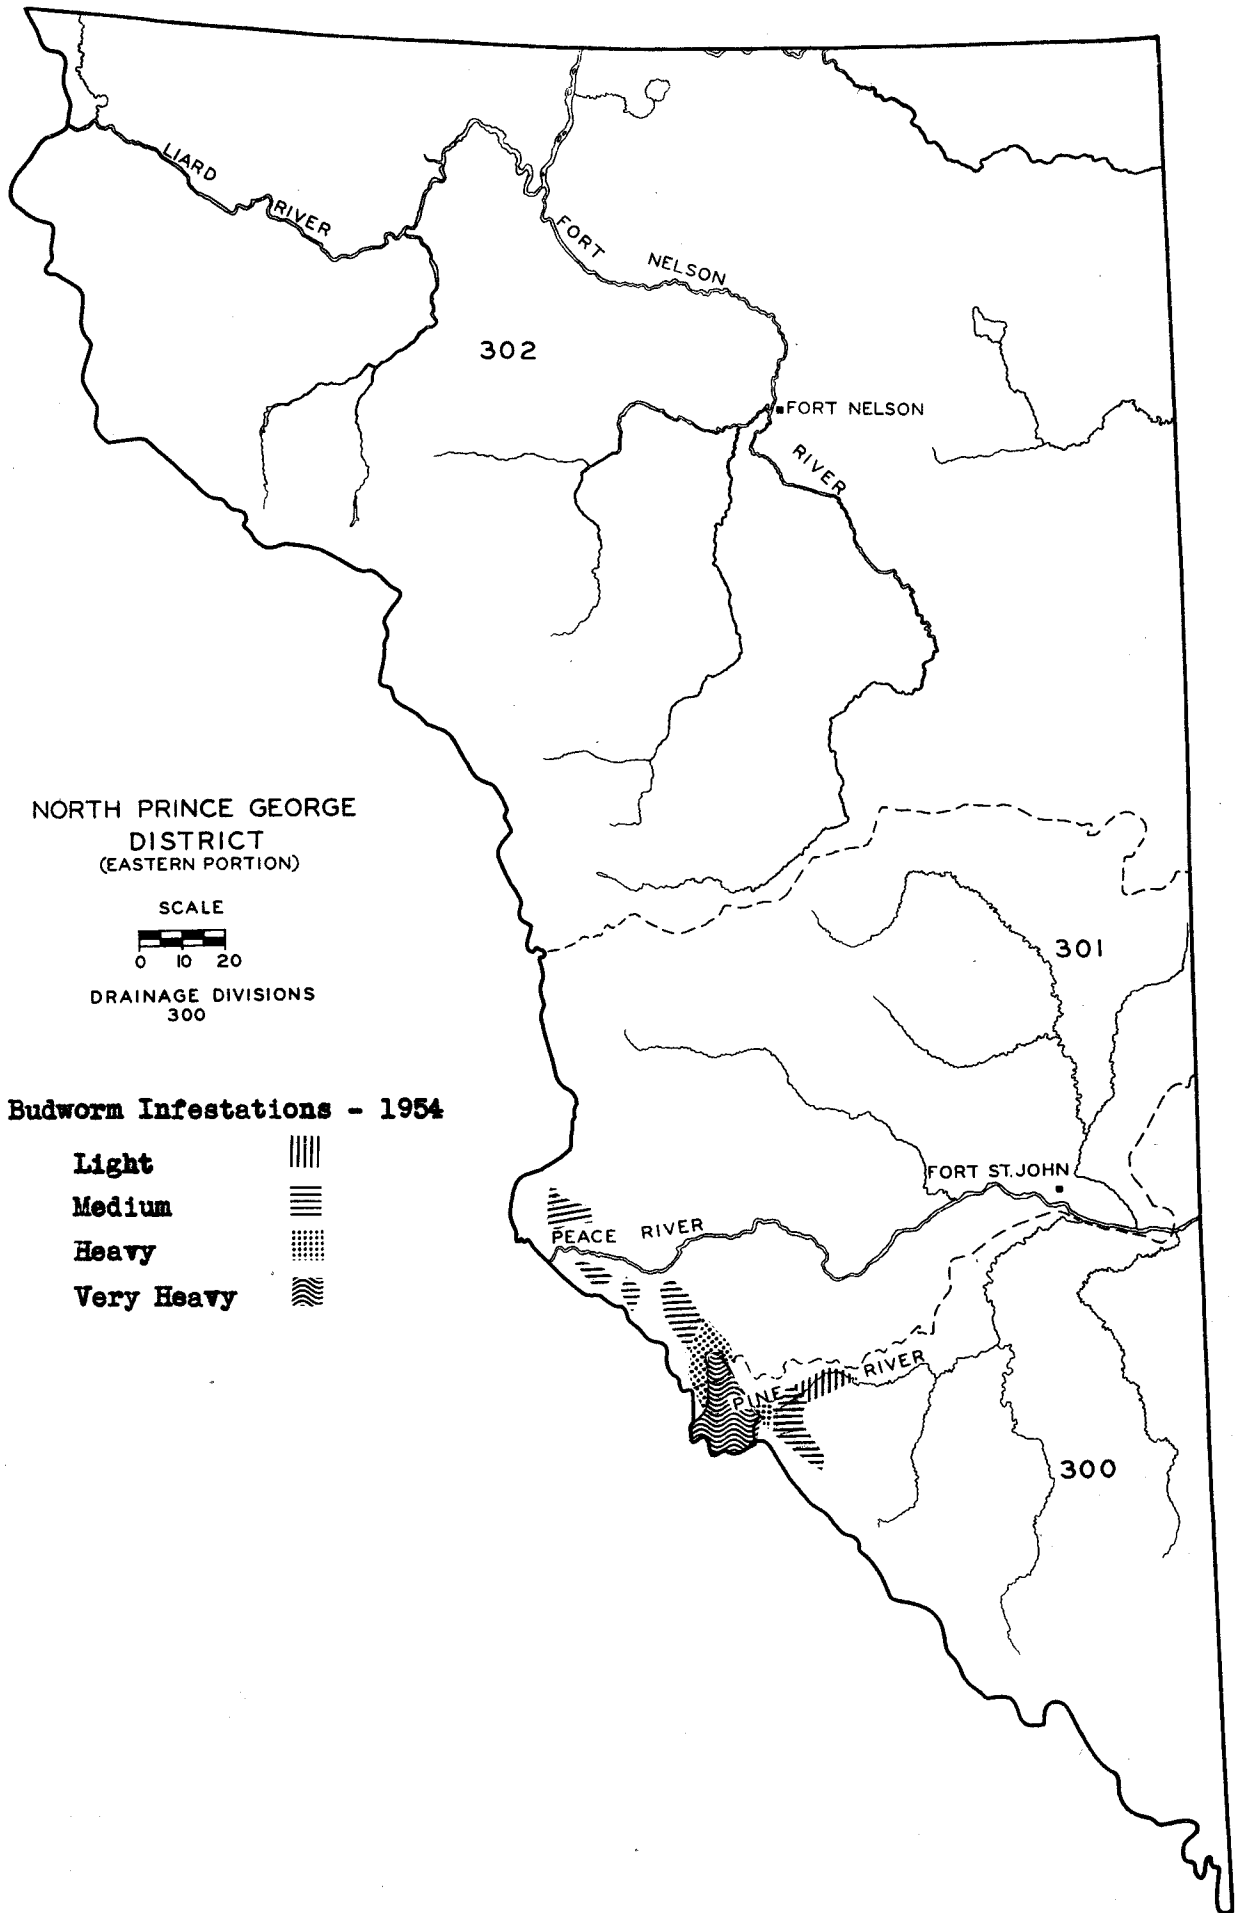 LIARD
RIVER
FORT
NELSON
302
FORT NELSON
RIVER
NORTH PRINCE GEORGE
DISTRICT
(EASTERN PORTION)
SCALE
0 10 20
DRAINAGE DIVISIONS
300
301
Budworm Infestations - 1954
Light
Medium
Heavy
Very Heavy
FORT ST. JOHN
PEACE RIVER
PINE RIVER
300